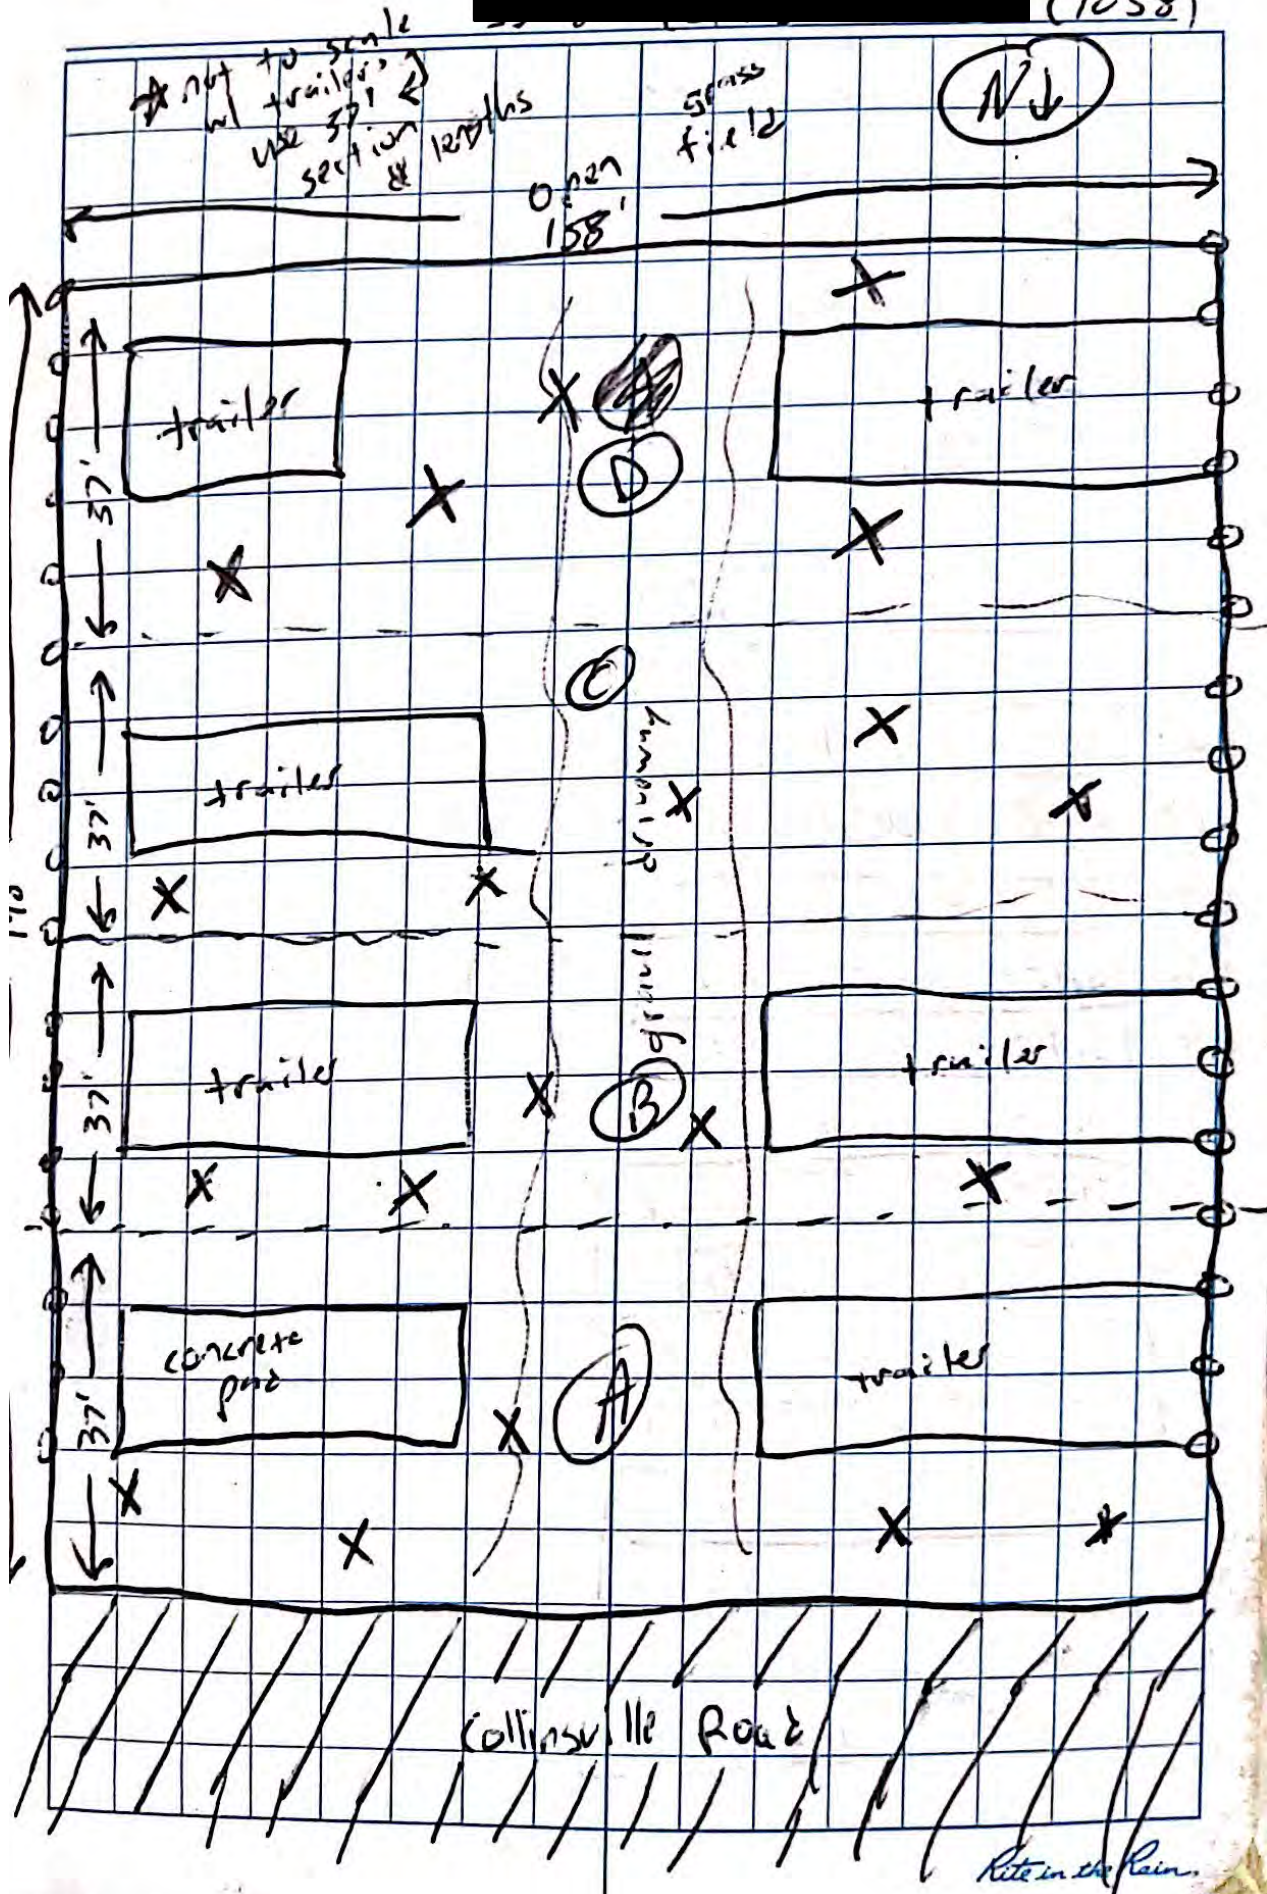 (1058)
* not to scale
w/ trailers,
use 37'
section
& lengths
grass
field
N↓
open
158'
X
trailer
X
A
trailer
D
37'
X
X
X
C
X
driveway
trailer
X
X
37'
X
X
gravel
trailer
trailer
X
B
X
37'
X
X
X
concrete
pad
trailer
A
37'
X
X
X
X
X
Collinsville Road
Rite in the Rain